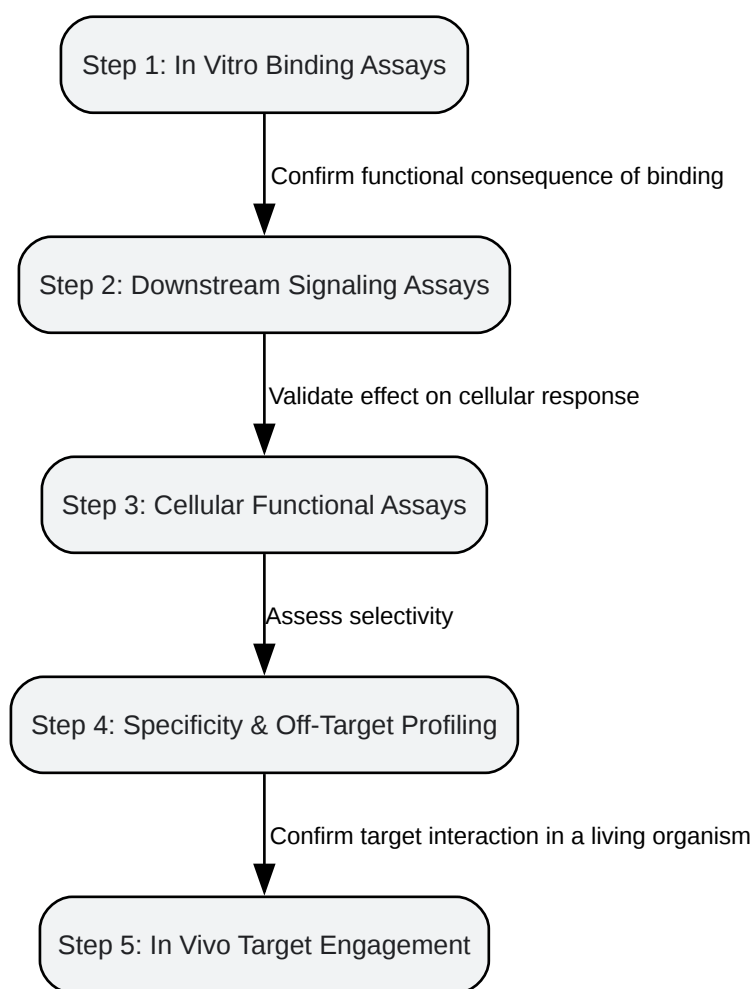 Step 1: In Vitro Binding Assays
Confirm functional consequence of binding
Step 2: Downstream Signaling Assays
Validate effect on cellular response
Step 3: Cellular Functional Assays
Assess selectivity
Step 4: Specificity & Off-Target Profiling
Confirm target interaction in a living organism
Step 5: In Vivo Target Engagement